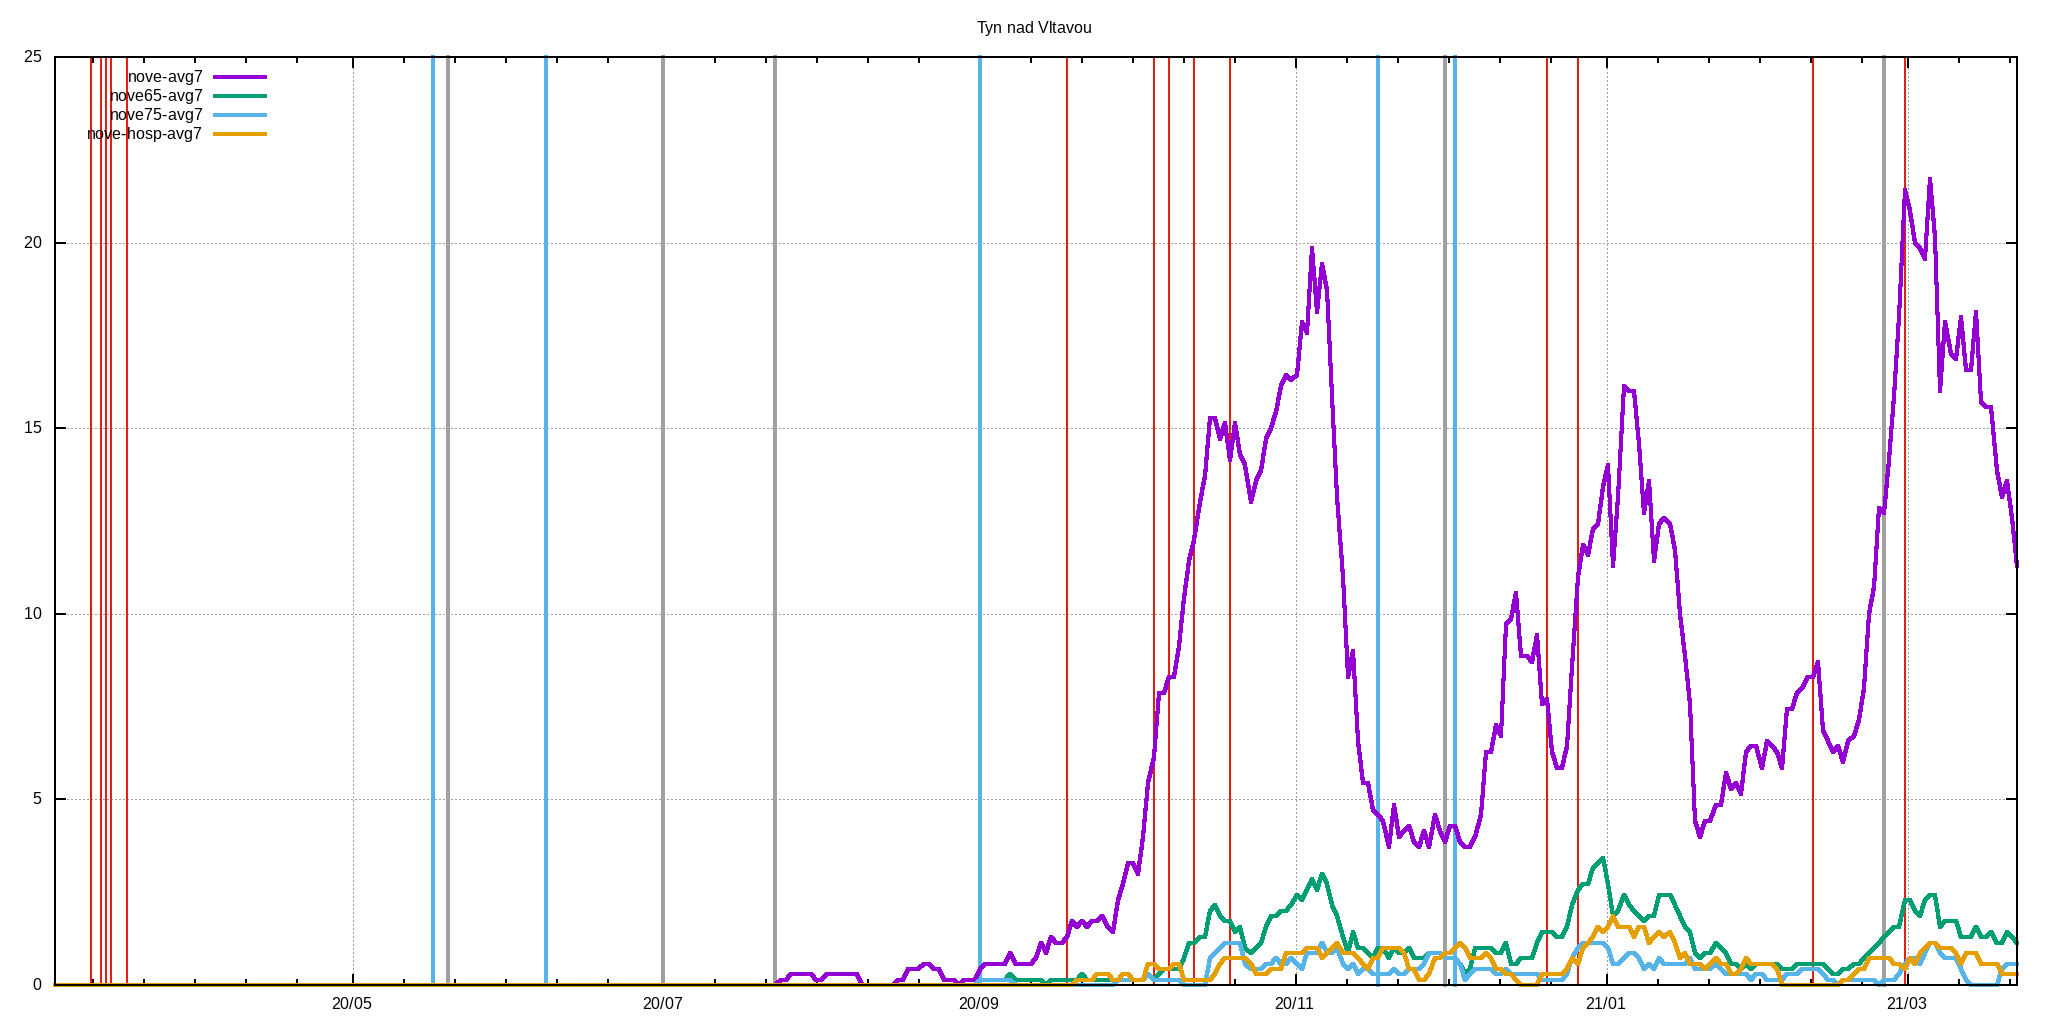 Tyn nad Vltavou
25
nove-avg7
nove65-avg7
nove75-avg7
nove-hosp-avg7
20
15
10
5
0
20/05 20/07 20/09 20/11 21/01 21/03